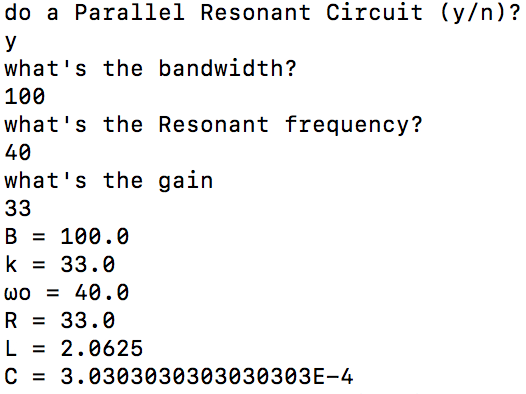 do a Parallel Resonant Circuit (y/n)?
y
what's the bandwidth?
100
what's the Resonant frequency?
40
what's the gain
33
B = 100.0
k = 33.0
ωo = 40.0
R = 33.0
L = 2.0625
C = 3.0303030303030303E-4